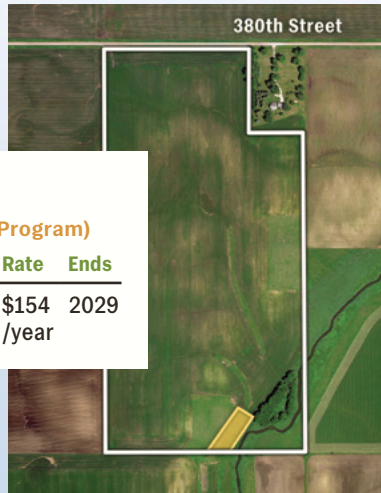 380th Street
Program)
Rate Ends
$154 2029
/year